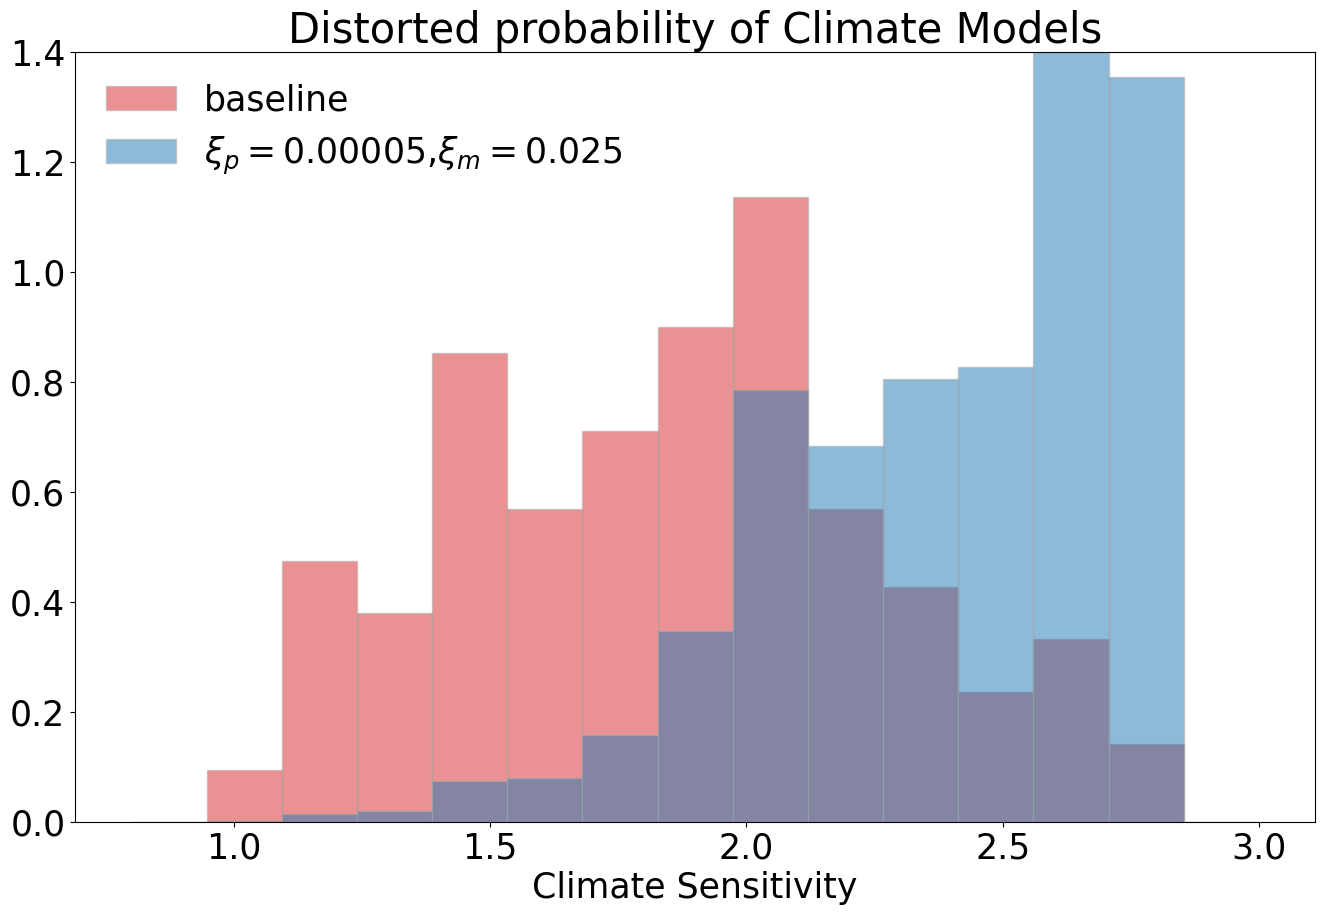 Distorted probability of Climate Models
baseline
ξp = 0.00005,ξm = 0.025
1.4
1.2
1.0
0.8
0.6
0.4
0.2
0.0
1.0 1.5 2.0 2.5 3.0
Climate Sensitivity